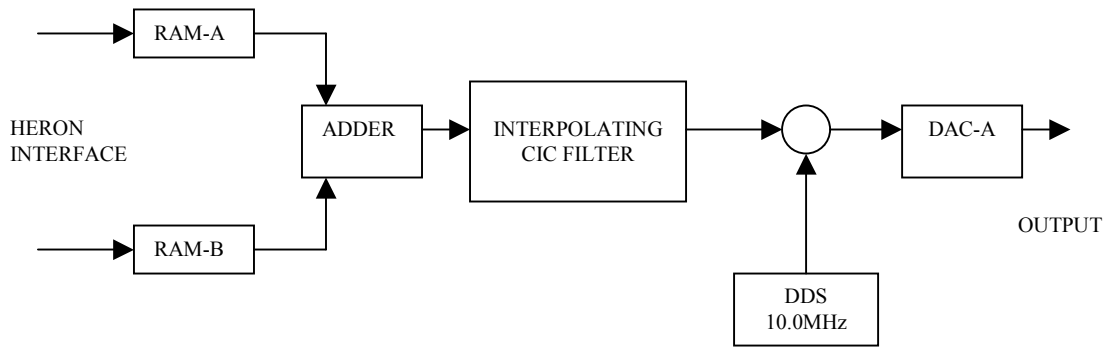 RAM-A
HERON
INTERFACE
ADDER
INTERPOLATING
CIC FILTER
DAC-A
RAM-B
OUTPUT
DDS
10.0MHz